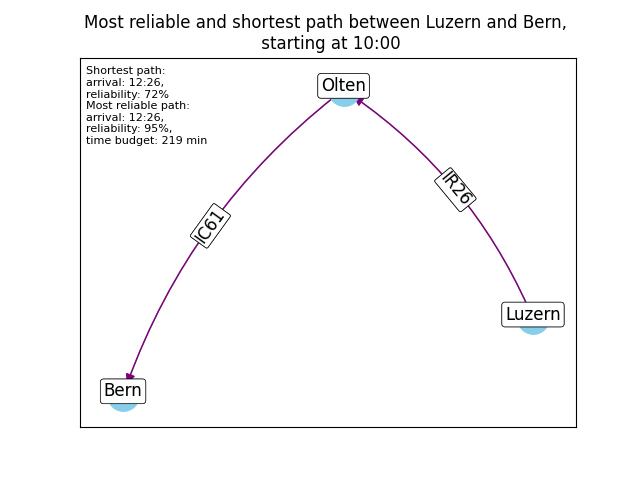 Most reliable and shortest path between Luzern and Bern,
starting at 10:00
Shortest path:
arrival: 12:26,
reliability: 72%
Most reliable path:
arrival: 12:26,
reliability: 95%,
time budget: 219 min
Olten
IR26
IC61
Luzern
Bern